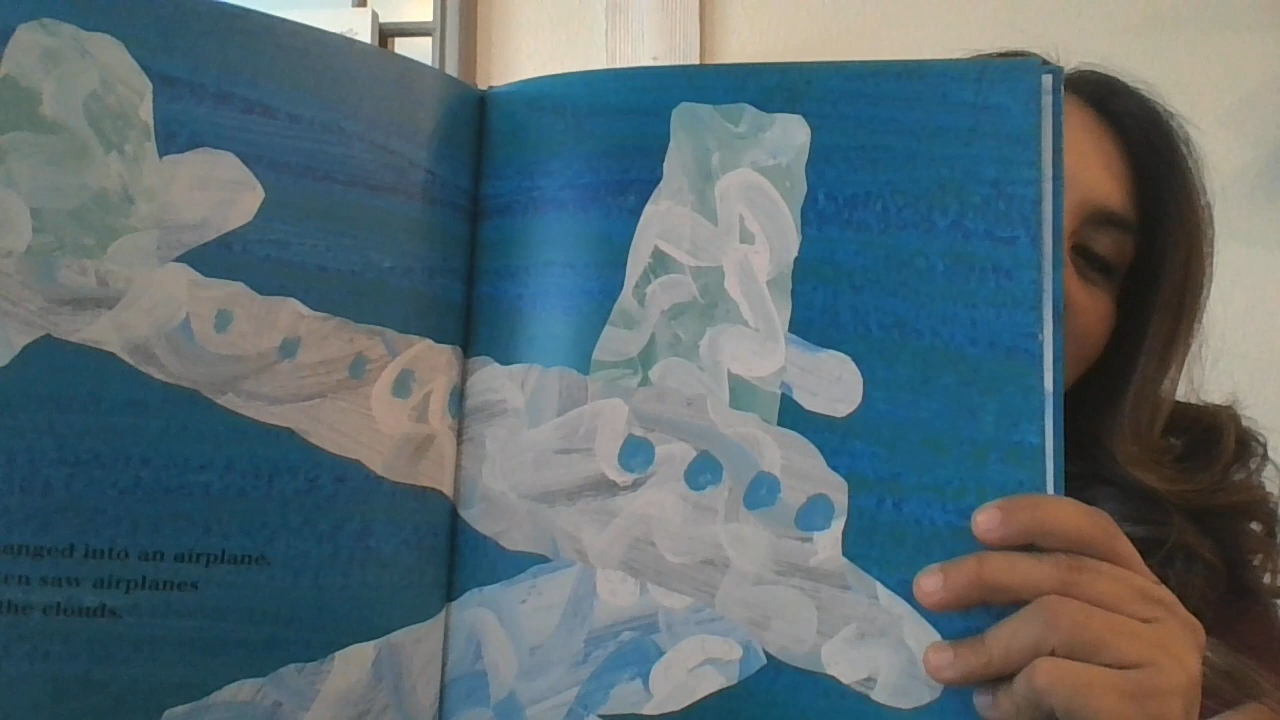 anged into an airplane.
en saw airplanes
the clouds.